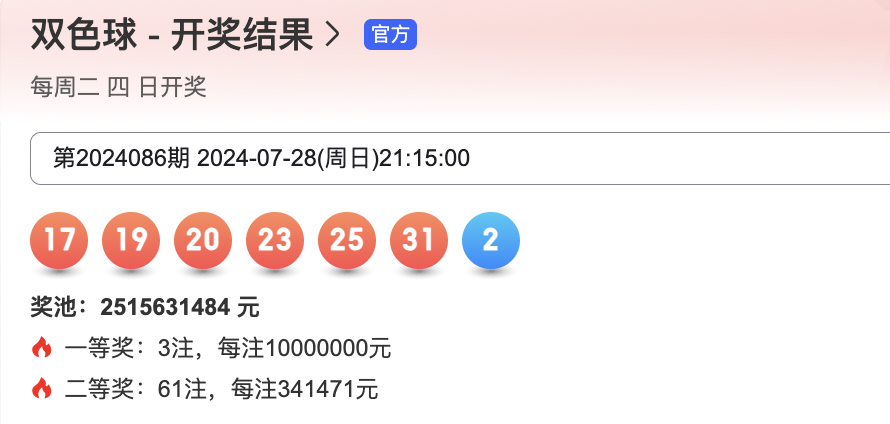 双色球 - 开奖结果 > 官方
每周二 四 日开奖
第2024086期 2024-07-28(周日)21:15:00
17 19 20 23 25 31 2
奖池：2515631484 元
一等奖：3注，每注10000000元
二等奖：61注，每注341471元